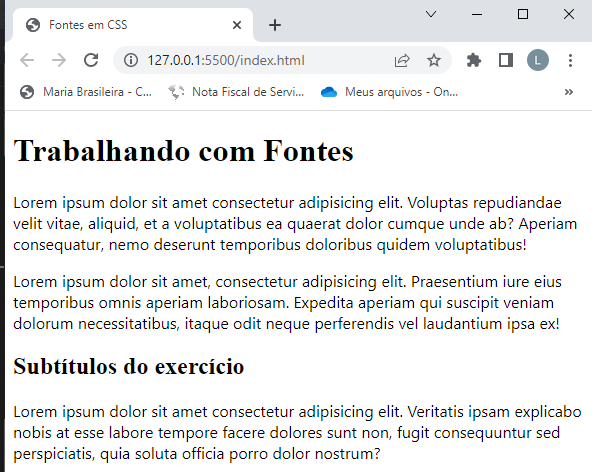 Fontes em CSS
127.0.0.1:5500/index.html
L
Maria Brasileira - C...
Nota Fiscal de Servi...
Meus arquivos - On...
Trabalhando com Fontes
Lorem ipsum dolor sit amet consectetur adipisicing elit. Voluptas repudiandae
velit vitae, aliquid, et a voluptatibus ea quaerat dolor cumque unde ab? Aperiam
consequatur, nemo deserunt temporibus doloribus quidem voluptatibus!
Lorem ipsum dolor sit amet, consectetur adipisicing elit. Praesentium iure eius
temporibus omnis aperiam laboriosam. Expedita aperiam qui suscipit veniam
dolorum necessitatibus, itaque odit neque perferendis vel laudantium ipsa ex!
Subtítulos do exercício
Lorem ipsum dolor sit amet consectetur adipisicing elit. Veritatis ipsam explicabo
nobis at esse labore tempore facere dolores sunt non, fugit consequuntur sed
perspiciatis, quia soluta officia porro dolor nostrum?